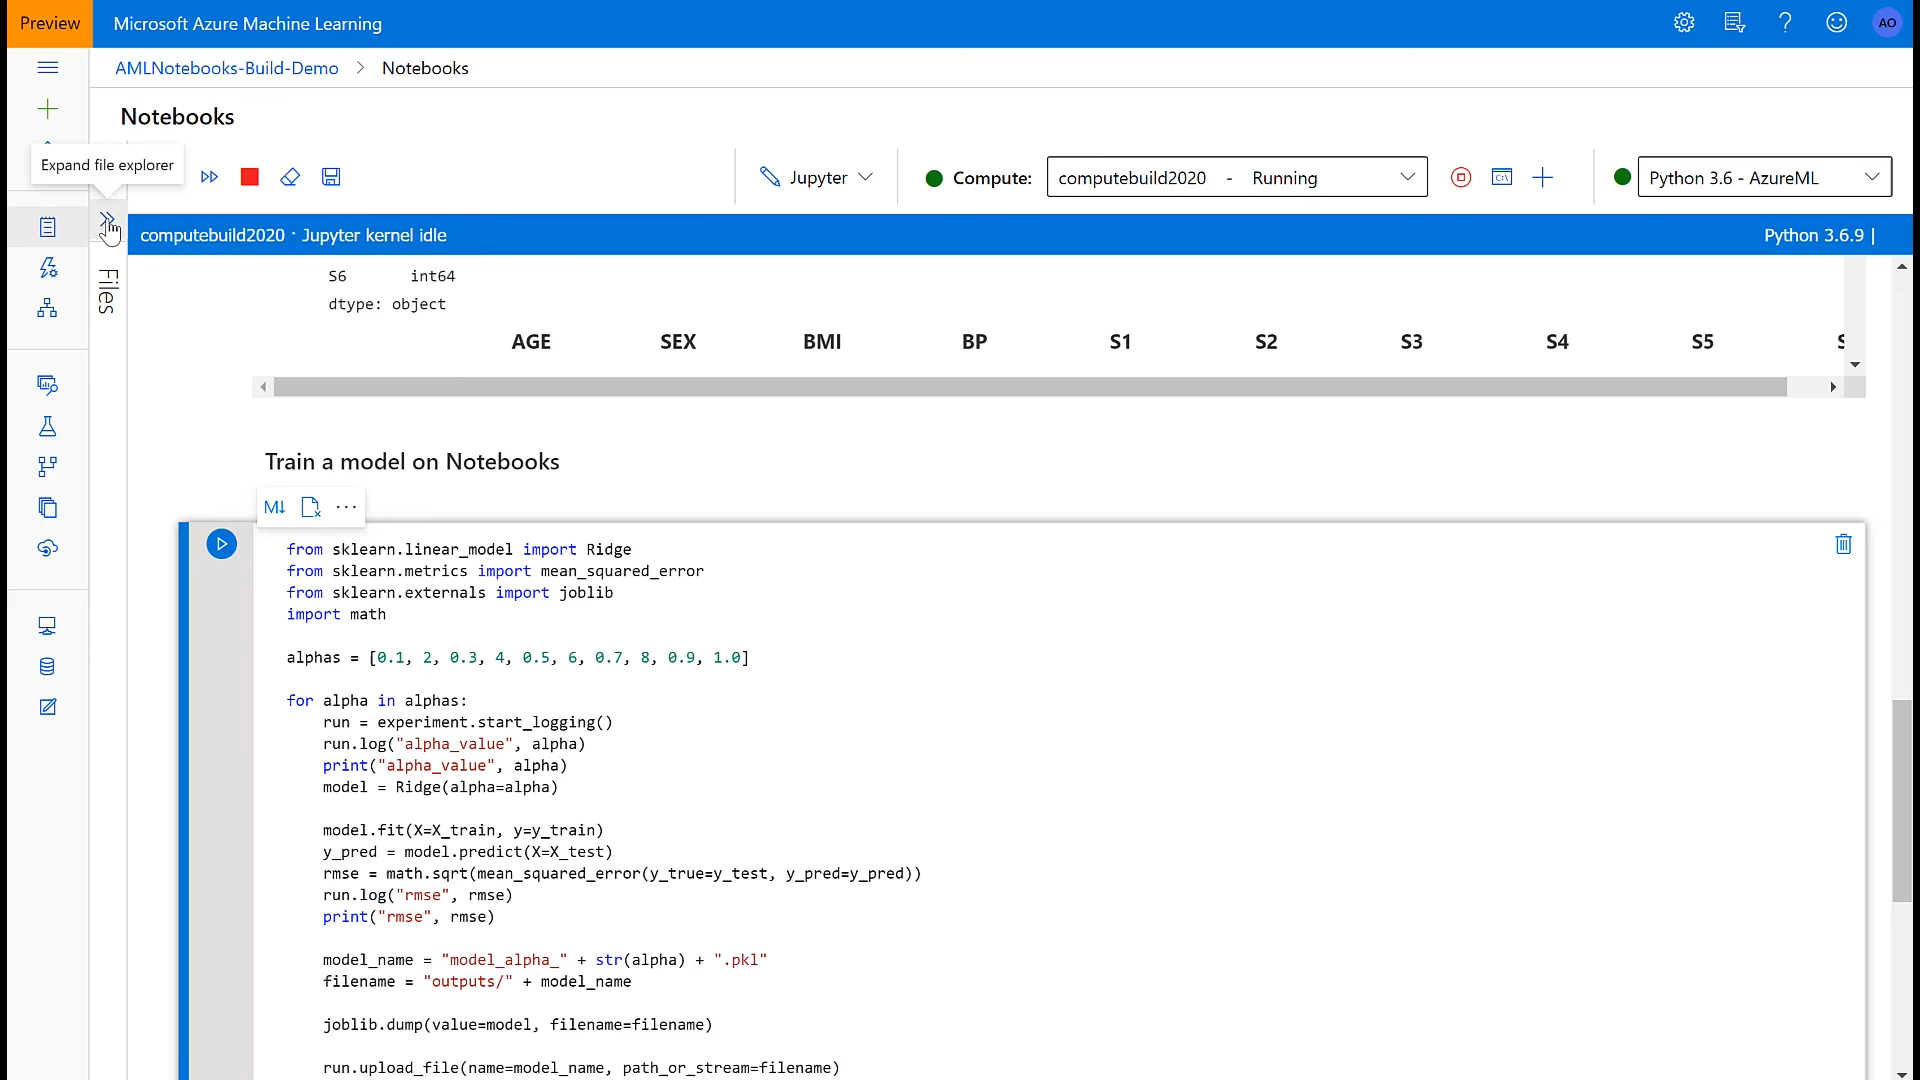 Preview
Microsoft Azure Machine Learning
AO
AMLNotebooks-Build-Demo > Notebooks
Notebooks
Expand file explorer
Jupyter
Compute:
computebuild2020 - Running
Python 3.6 - AzureML
computebuild2020 · Jupyter kernel idle
Python 3.6.9 |
Files
S6 int64
dtype: object
AGE SEX BMI BP S1 S2 S3 S4 S5
Train a model on Notebooks
M↓ ···
from sklearn.linear_model import Ridge
from sklearn.metrics import mean_squared_error
from sklearn.externals import joblib
import math
alphas = [0.1, 2, 0.3, 4, 0.5, 6, 0.7, 8, 0.9, 1.0]
for alpha in alphas:
run = experiment.start_logging()
run.log("alpha_value", alpha)
print("alpha_value", alpha)
model = Ridge(alpha=alpha)
model.fit(X=X_train, y=y_train)
y_pred = model.predict(X=X_test)
rmse = math.sqrt(mean_squared_error(y_true=y_test, y_pred=y_pred))
run.log("rmse", rmse)
print("rmse", rmse)
model_name = "model_alpha_" + str(alpha) + ".pkl"
filename = "outputs/" + model_name
joblib.dump(value=model, filename=filename)
run.upload_file(name=model_name, path_or_stream=filename)